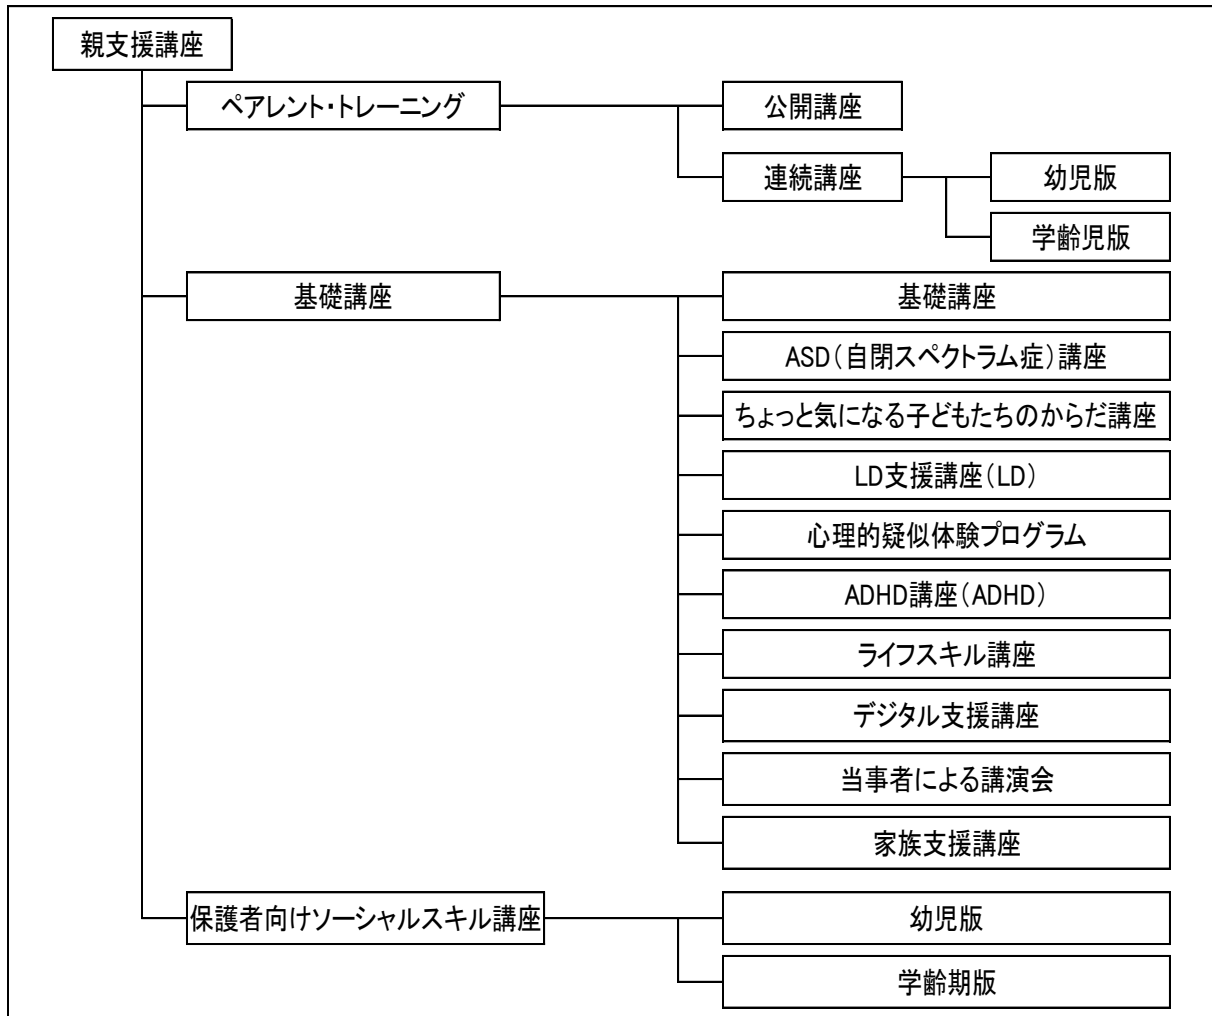 親支援講座
ペアレント・トレーニング
公開講座
連続講座
幼児版
学齢児版
基礎講座
基礎講座
ASD（自閉スペクトラム症）講座
ちょっと気になる子どもたちのからだ講座
LD支援講座（LD）
心理的疑似体験プログラム
ADHD講座（ADHD）
ライフスキル講座
デジタル支援講座
当事者による講演会
家族支援講座
保護者向けソーシャルスキル講座
幼児版
学齢期版